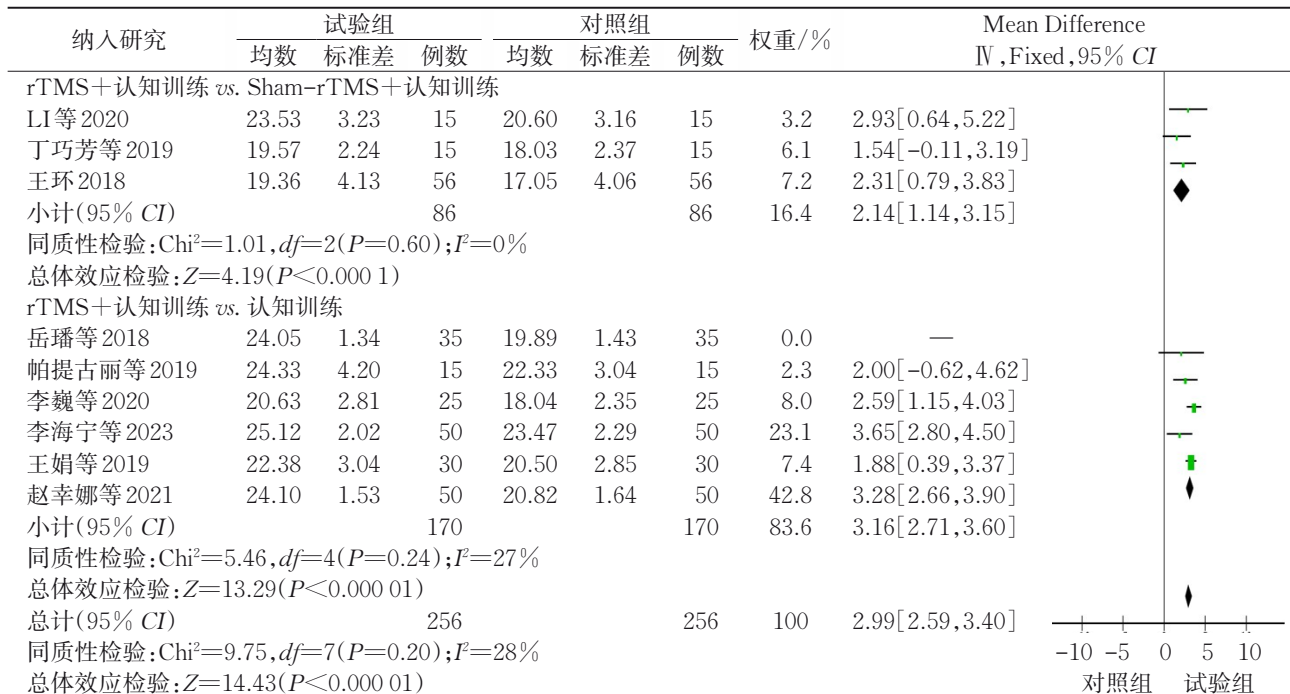 纳入研究 试验组 对照组 权重/% Mean Difference
均数 标准差 例数 均数 标准差 例数 Ⅳ,Fixed,95% CI
rTMS+认知训练 vs. Sham-rTMS+认知训练
LI等2020 23.53 3.23 15 20.60 3.16 15 3.2 2.93[0.64,5.22]
丁巧芳等2019 19.57 2.24 15 18.03 2.37 15 6.1 1.54[-0.11,3.19]
王环2018 19.36 4.13 56 17.05 4.06 56 7.2 2.31[0.79,3.83]
小计(95% CI) 86 86 16.4 2.14[1.14,3.15]
同质性检验:Chi²=1.01,df=2(P=0.60);I²=0%
总体效应检验:Z=4.19(P<0.000 1)
rTMS+认知训练 vs. 认知训练
岳璠等2018 24.05 1.34 35 19.89 1.43 35 0.0 —
帕提古丽等2019 24.33 4.20 15 22.33 3.04 15 2.3 2.00[-0.62,4.62]
李巍等2020 20.63 2.81 25 18.04 2.35 25 8.0 2.59[1.15,4.03]
李海宁等2023 25.12 2.02 50 23.47 2.29 50 23.1 3.65[2.80,4.50]
王娟等2019 22.38 3.04 30 20.50 2.85 30 7.4 1.88[0.39,3.37]
赵幸娜等2021 24.10 1.53 50 20.82 1.64 50 42.8 3.28[2.66,3.90]
小计(95% CI) 170 170 83.6 3.16[2.71,3.60]
同质性检验:Chi²=5.46,df=4(P=0.24);I²=27%
总体效应检验:Z=13.29(P<0.000 01)
总计(95% CI) 256 256 100 2.99[2.59,3.40]
同质性检验:Chi²=9.75,df=7(P=0.20);I²=28%
总体效应检验:Z=14.43(P<0.000 01)
-10 -5 0 5 10
对照组 试验组